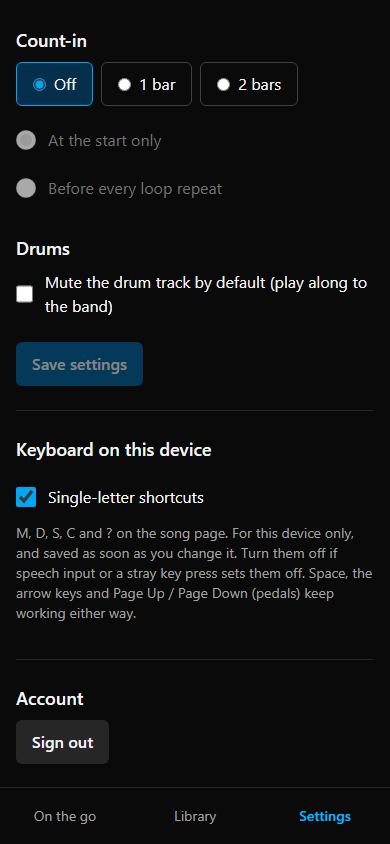 Count-in
Off
1 bar
2 bars
At the start only
Before every loop repeat
Drums
Mute the drum track by default (play along to
the band)
Save settings
Keyboard on this device
Single-letter shortcuts
M, D, S, C and ? on the song page. For this device only,
and saved as soon as you change it. Turn them off if
speech input or a stray key press sets them off. Space, the
arrow keys and Page Up / Page Down (pedals) keep
working either way.
Account
Sign out
On the go
Library
Settings